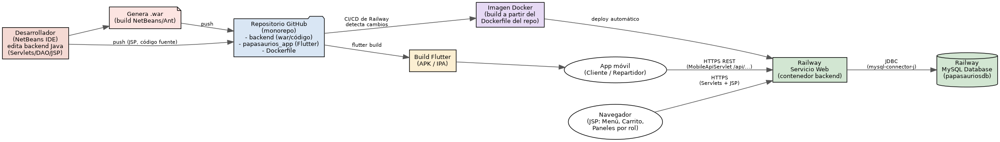 Desarrollador
(NetBeans IDE)
edita backend Java
(Servlets/DAO/JSP)
Genera .war
(build NetBeans/Ant)
push
push (JSP, código fuente)
Repositorio GitHub
(monorepo)
- backend (war/código)
- papasaurios_app (Flutter)
- Dockerfile
CI/CD de Railway
detecta cambios
flutter build
Imagen Docker
(build a partir del
Dockerfile del repo)
Build Flutter
(APK / IPA)
deploy automático
App móvil
(Cliente / Repartidor)
Navegador
(JSP: Menú, Carrito,
Paneles por rol)
HTTPS REST
(MobileApiServlet /api/...)
HTTPS
(Servlets + JSP)
Railway
Servicio Web
(contenedor backend)
JDBC
(mysql-connector-j)
Railway
MySQL Database
(papasauriosdb)